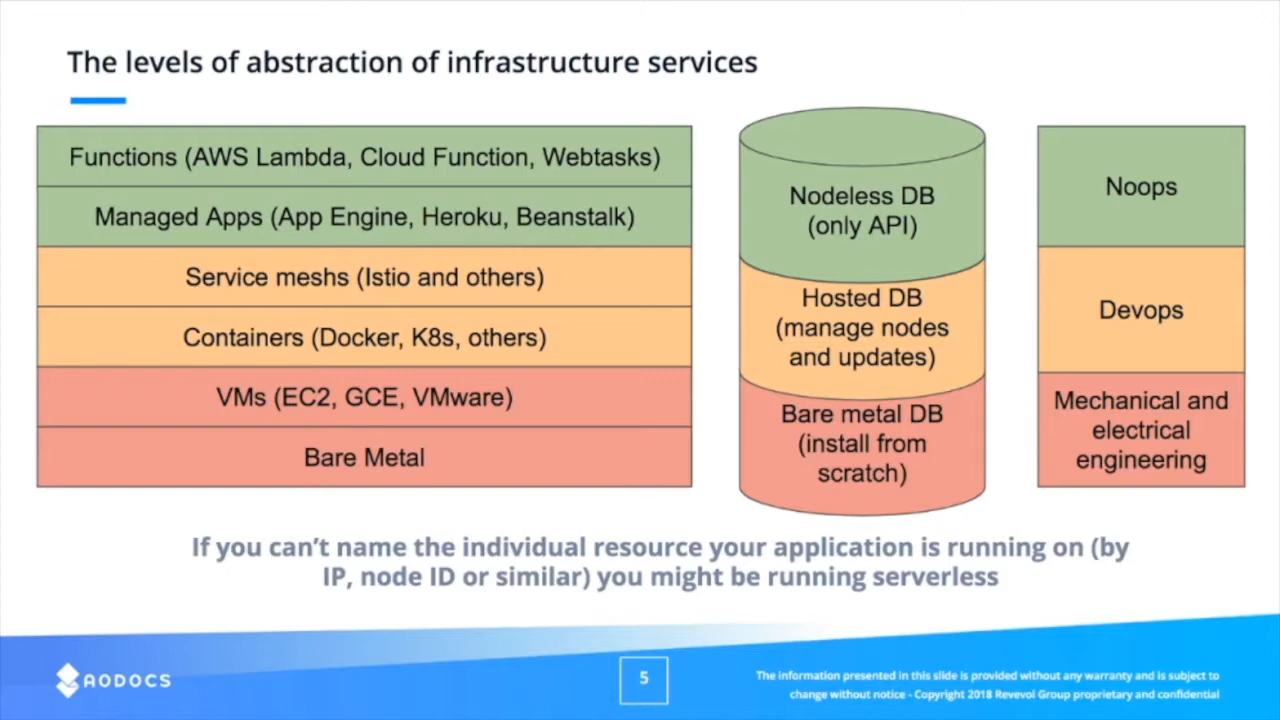 The levels of abstraction of infrastructure services
Functions (AWS Lambda, Cloud Function, Webtasks)
Managed Apps (App Engine, Heroku, Beanstalk)
Service meshs (Istio and others)
Containers (Docker, K8s, others)
VMs (EC2, GCE, VMware)
Bare Metal
Nodeless DB
(only API)
Hosted DB
(manage nodes
and updates)
Bare metal DB
(install from
scratch)
Noops
Devops
Mechanical and
electrical
engineering
If you can’t name the individual resource your application is running on (by
IP, node ID or similar) you might be running serverless
AODOCS
5
The information presented in this slide is provided without any warranty and is subject to
change without notice - Copyright 2018 Revevol Group proprietary and confidential